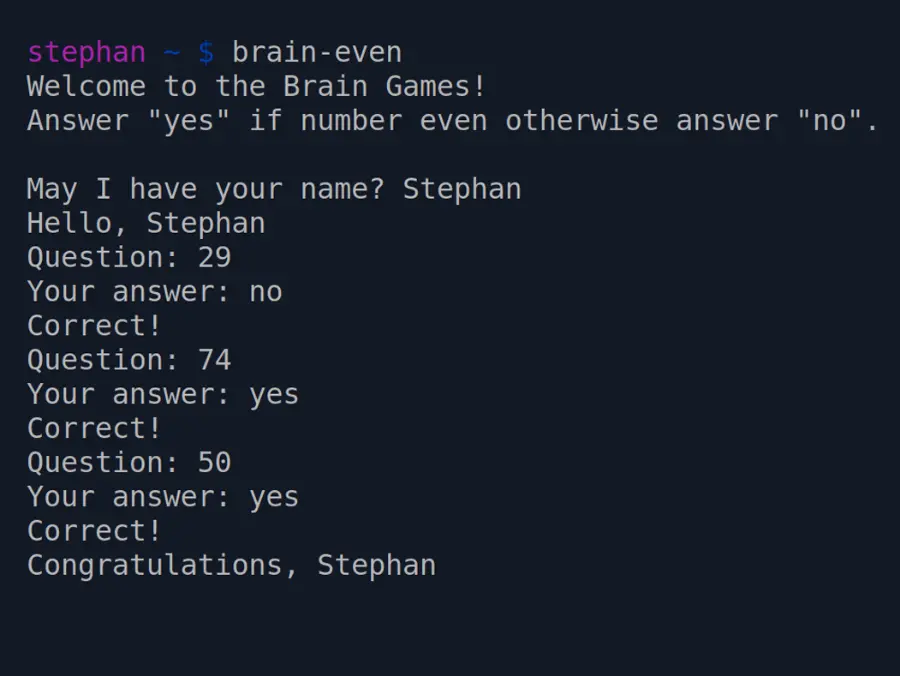 stephan ~ $ brain-even
Welcome to the Brain Games!
Answer "yes" if number even otherwise answer "no".
May I have your name? Stephan
Hello, Stephan
Question: 29
Your answer: no
Correct!
Question: 74
Your answer: yes
Correct!
Question: 50
Your answer: yes
Correct!
Congratulations, Stephan